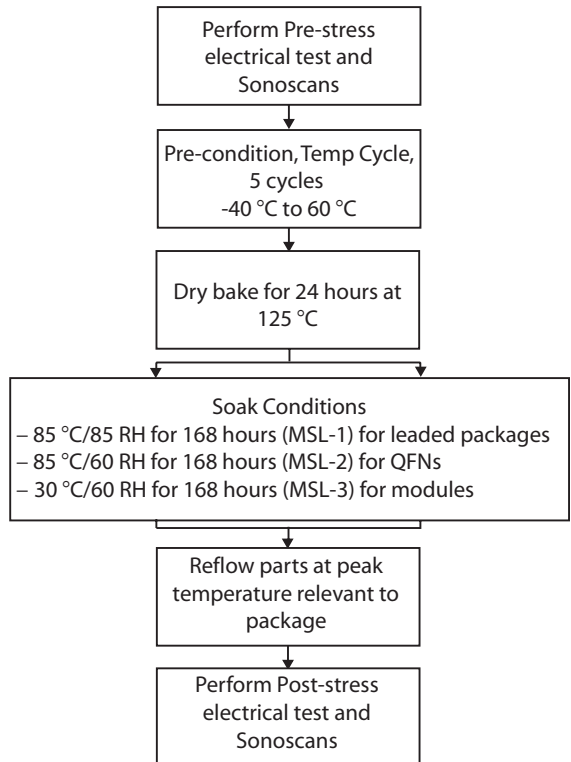 Perform Pre-stress
electrical test and
Sonoscans
Pre-condition, Temp Cycle,
5 cycles
-40 °C to 60 °C
Dry bake for 24 hours at
125 °C
Soak Conditions
– 85 °C/85 RH for 168 hours (MSL-1) for leaded packages
– 85 °C/60 RH for 168 hours (MSL-2) for QFNs
– 30 °C/60 RH for 168 hours (MSL-3) for modules
Reflow parts at peak
temperature relevant to
package
Perform Post-stress
electrical test and
Sonoscans